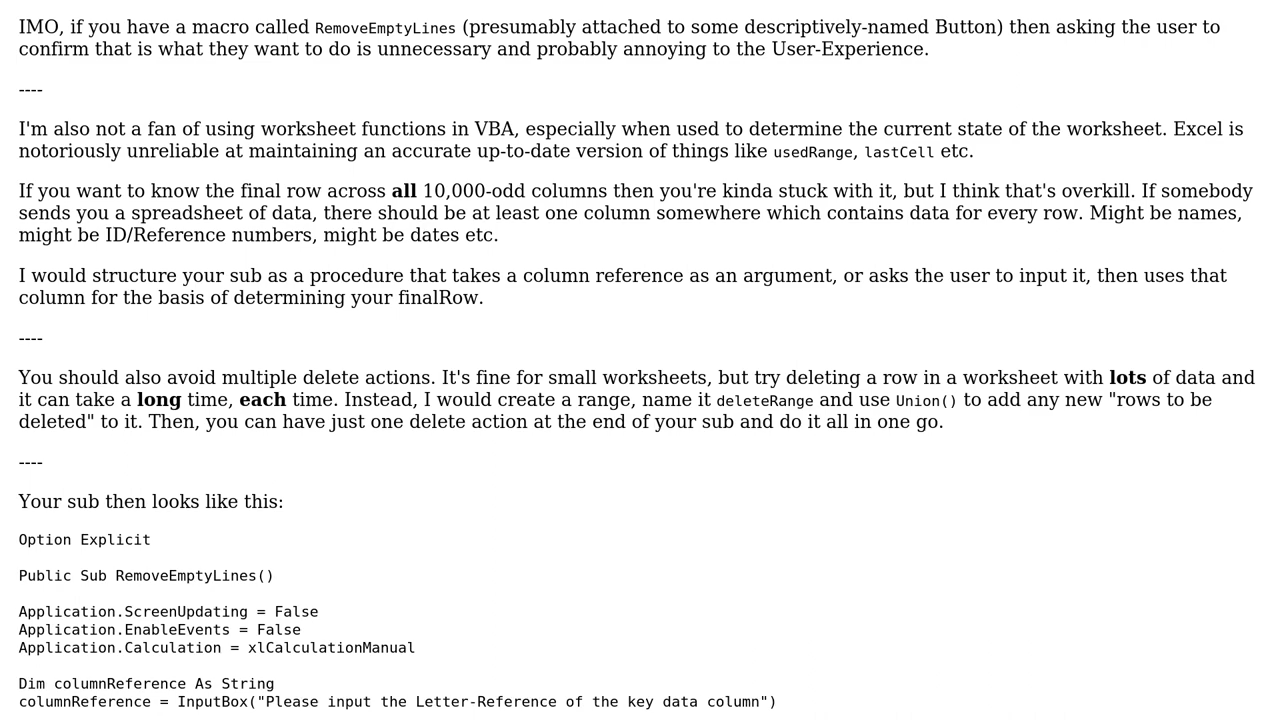 IMO, if you have a macro called RemoveEmptyLines (presumably attached to some descriptively-named Button) then asking the user to
confirm that is what they want to do is unnecessary and probably annoying to the User-Experience.
----
I'm also not a fan of using worksheet functions in VBA, especially when used to determine the current state of the worksheet. Excel is
notoriously unreliable at maintaining an accurate up-to-date version of things like usedRange, lastCell etc.
If you want to know the final row across all 10,000-odd columns then you're kinda stuck with it, but I think that's overkill. If somebody
sends you a spreadsheet of data, there should be at least one column somewhere which contains data for every row. Might be names,
might be ID/Reference numbers, might be dates etc.
I would structure your sub as a procedure that takes a column reference as an argument, or asks the user to input it, then uses that
column for the basis of determining your finalRow.
----
You should also avoid multiple delete actions. It's fine for small worksheets, but try deleting a row in a worksheet with lots of data and
it can take a long time, each time. Instead, I would create a range, name it deleteRange and use Union() to add any new "rows to be
deleted" to it. Then, you can have just one delete action at the end of your sub and do it all in one go.
----
Your sub then looks like this:
Option Explicit
Public Sub RemoveEmptyLines()
Application.ScreenUpdating = False
Application.EnableEvents = False
Application.Calculation = xlCalculationManual
Dim columnReference As String
columnReference = InputBox("Please input the Letter-Reference of the key data column")